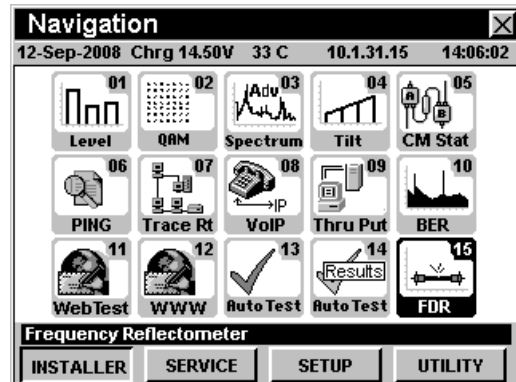 Navigation
12-Sep-2008 Chrg 14.50V 33 C 10.1.31.15 14:06:02
01 02 Adv 03 04 A B 05
Level QAM Spectrum Tilt CM Stat
06 07 08 09 10
IP
PING Trace Rt VoIP Thru Put BER
11 12 13 14 15
Results
WebTest WWW Auto Test Auto Test FDR
Frequency Reflectometer
INSTALLER SERVICE SETUP UTILITY